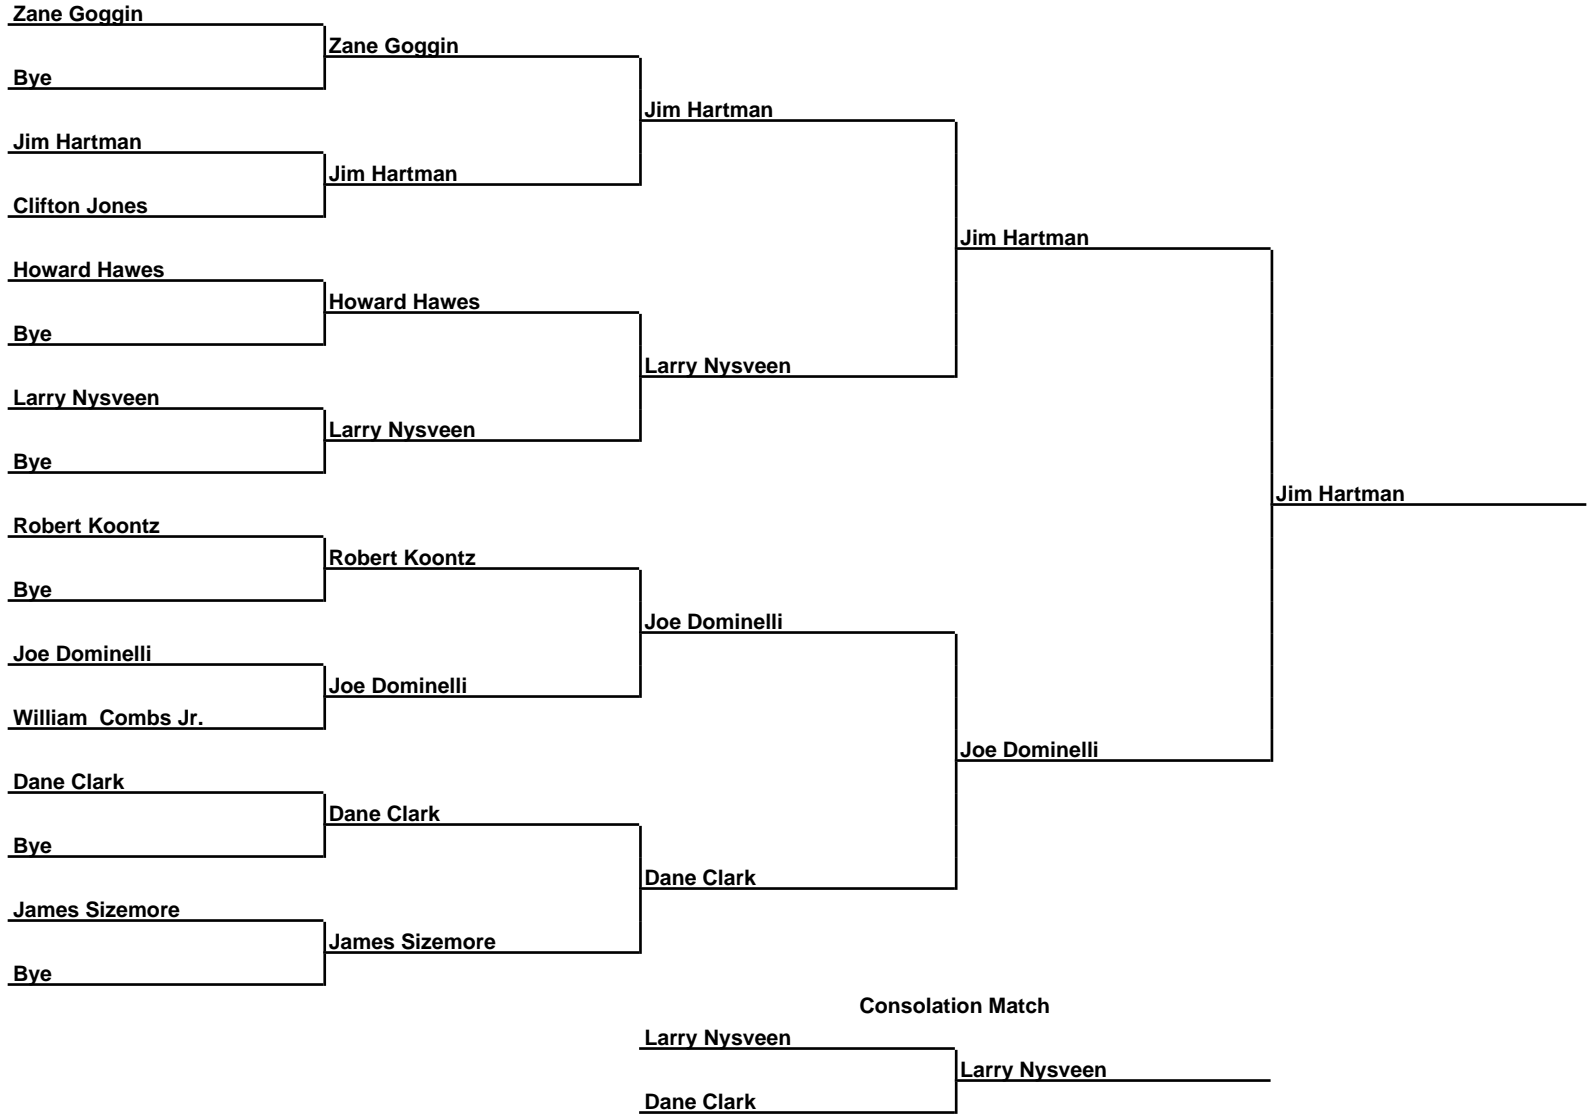 Zane Goggin
Zane Goggin
Bye
Jim Hartman
Jim Hartman
Jim Hartman
Clifton Jones
Jim Hartman
Howard Hawes
Howard Hawes
Bye
Larry Nysveen
Larry Nysveen
Larry Nysveen
Bye
Jim Hartman
Robert Koontz
Robert Koontz
Bye
Joe Dominelli
Joe Dominelli
Joe Dominelli
William Combs Jr.
Joe Dominelli
Dane Clark
Dane Clark
Bye
Dane Clark
James Sizemore
James Sizemore
Bye
Consolation Match
Larry Nysveen
Larry Nysveen
Dane Clark